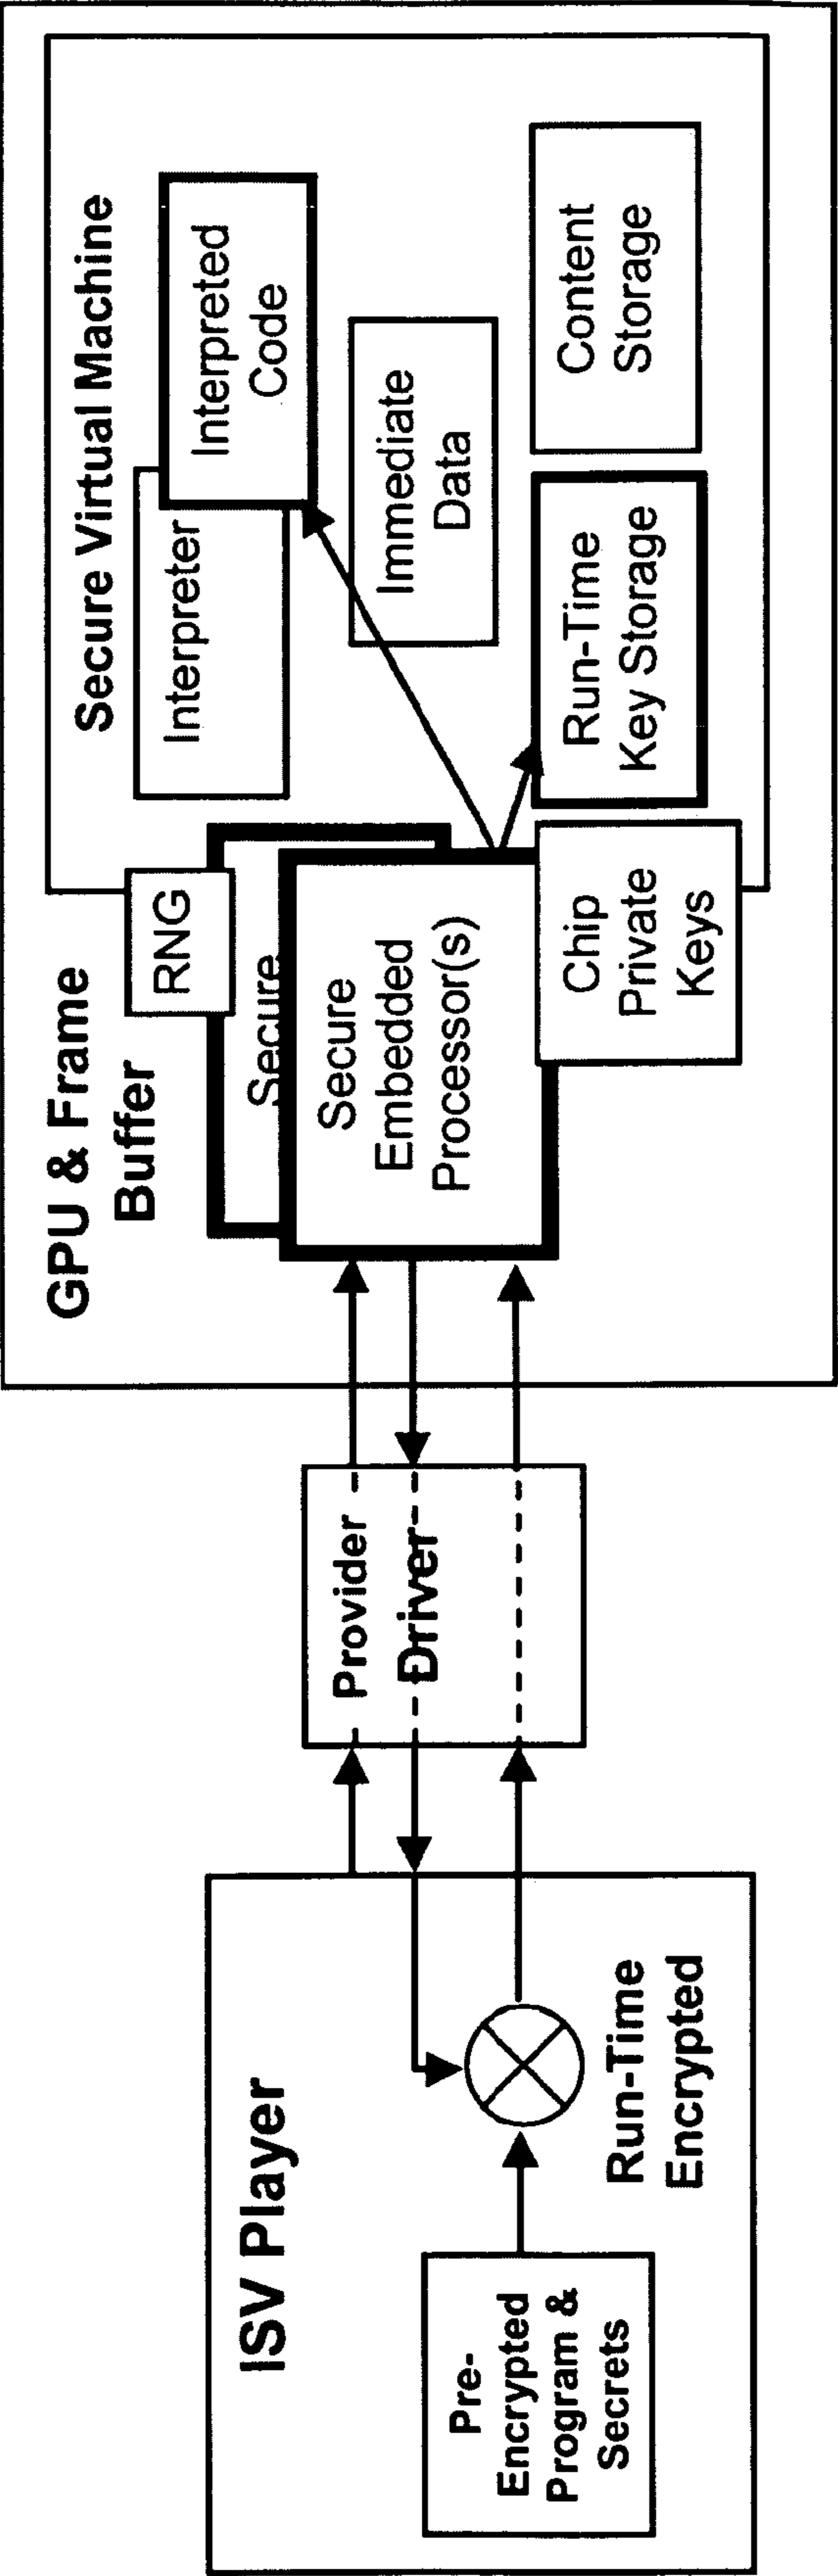 ISV Player
Pre-
Encrypted
Program &
Secrets
Run-Time
Encrypted
Provider
Driver
GPU & Frame
Buffer
RNG
Secure
Secure
Embedded
Processor(s)
Chip
Private
Keys
Secure Virtual Machine
Interpreter
Interpreted
Code
Immediate
Data
Run-Time
Key Storage
Content
Storage